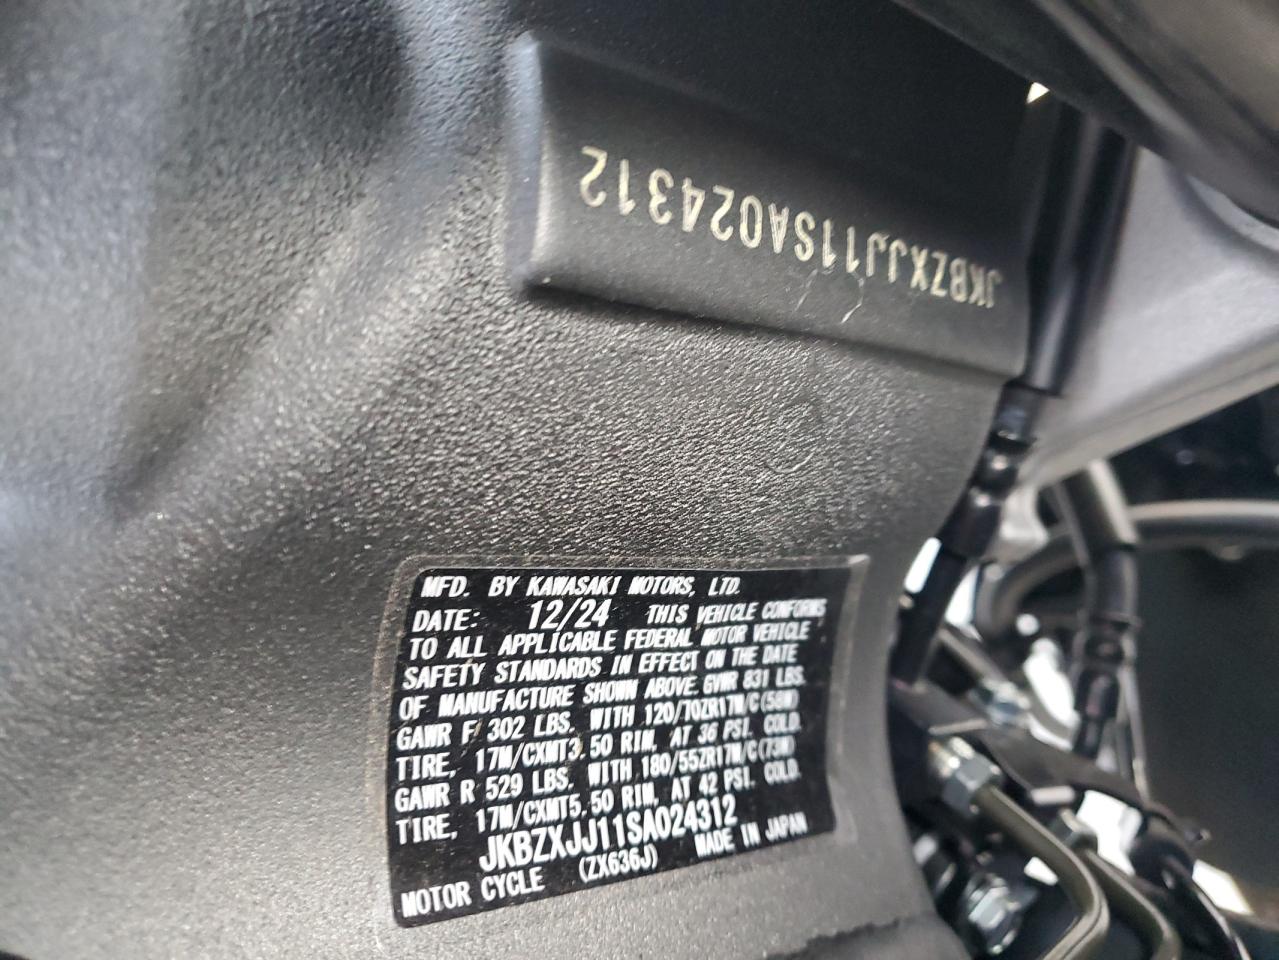 JKBZXJJ11SA024312
MFD. BY KAWASAKI MOTORS, LTD.
DATE: 12/24 THIS VEHICLE CONFORMS
TO ALL APPLICABLE FEDERAL MOTOR VEHICLE
SAFETY STANDARDS IN EFFECT ON THE DATE
OF MANUFACTURE SHOWN ABOVE. GVWR 831 LBS.
GAWR F 302 LBS. WITH 120/70ZR17M/C(58W)
TIRE, 17M/CXMT3.50 RIM, AT 36 PSI. COLD.
GAWR R 529 LBS. WITH 180/55ZR17M/C(73W)
TIRE, 17M/CXMT5.50 RIM, AT 42 PSI. COLD.
JKBZXJJ11SA024312
MOTOR CYCLE (ZX636J) MADE IN JAPAN